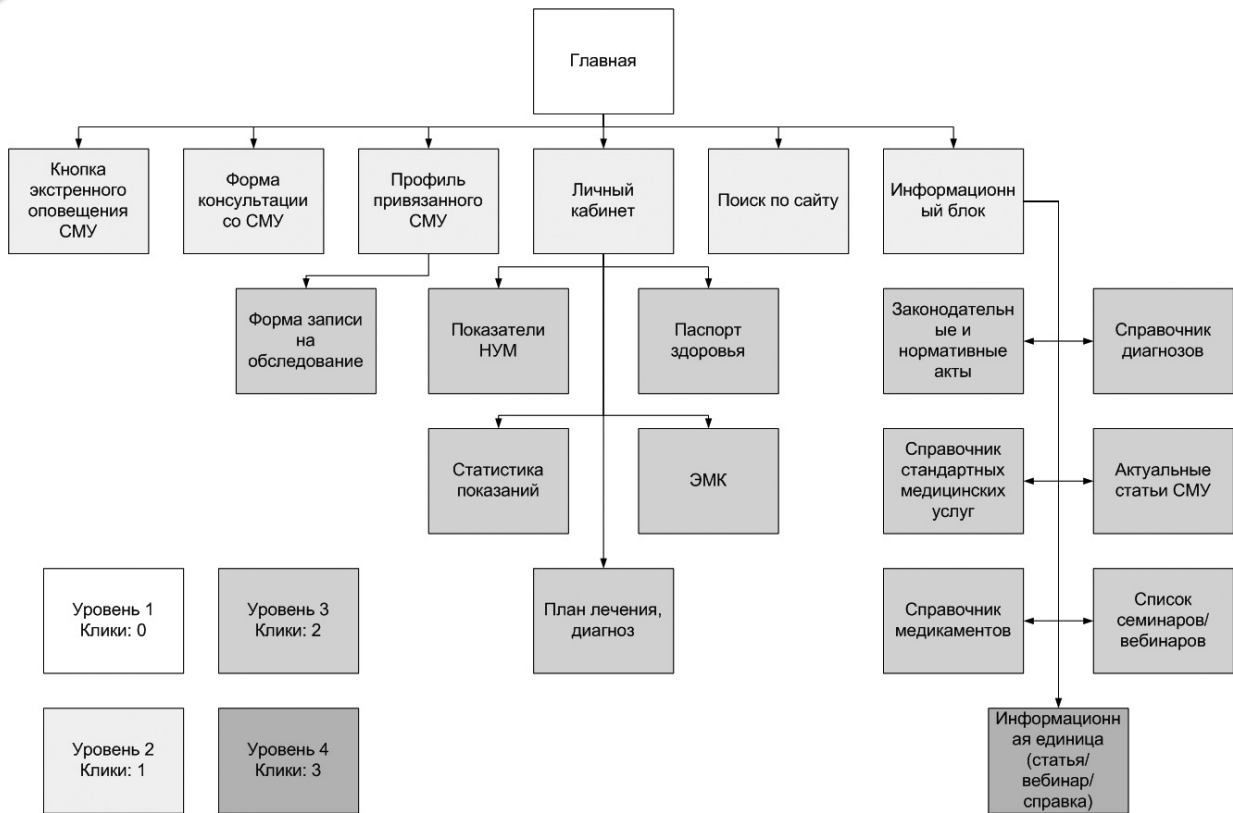 Главная
Кнопка
экстренного
оповещения
СМУ
Форма
консультации
со СМУ
Профиль
привязанного
СМУ
Личный
кабинет
Поиск по сайту
Информационн
ый блок
Форма записи
на
обследование
Показатели
НУМ
Паспорт
здоровья
Законодательн
ые и
нормативные
акты
Справочник
диагнозов
Статистика
показаний
ЭМК
Справочник
стандартных
медицинских
услуг
Актуальные
статьи СМУ
Уровень 1
Клики: 0
Уровень 3
Клики: 2
План лечения,
диагноз
Справочник
медикаментов
Список
семинаров/
вебинаров
Уровень 2
Клики: 1
Уровень 4
Клики: 3
Информационн
ая единица
(статья/
вебинар/
справка)